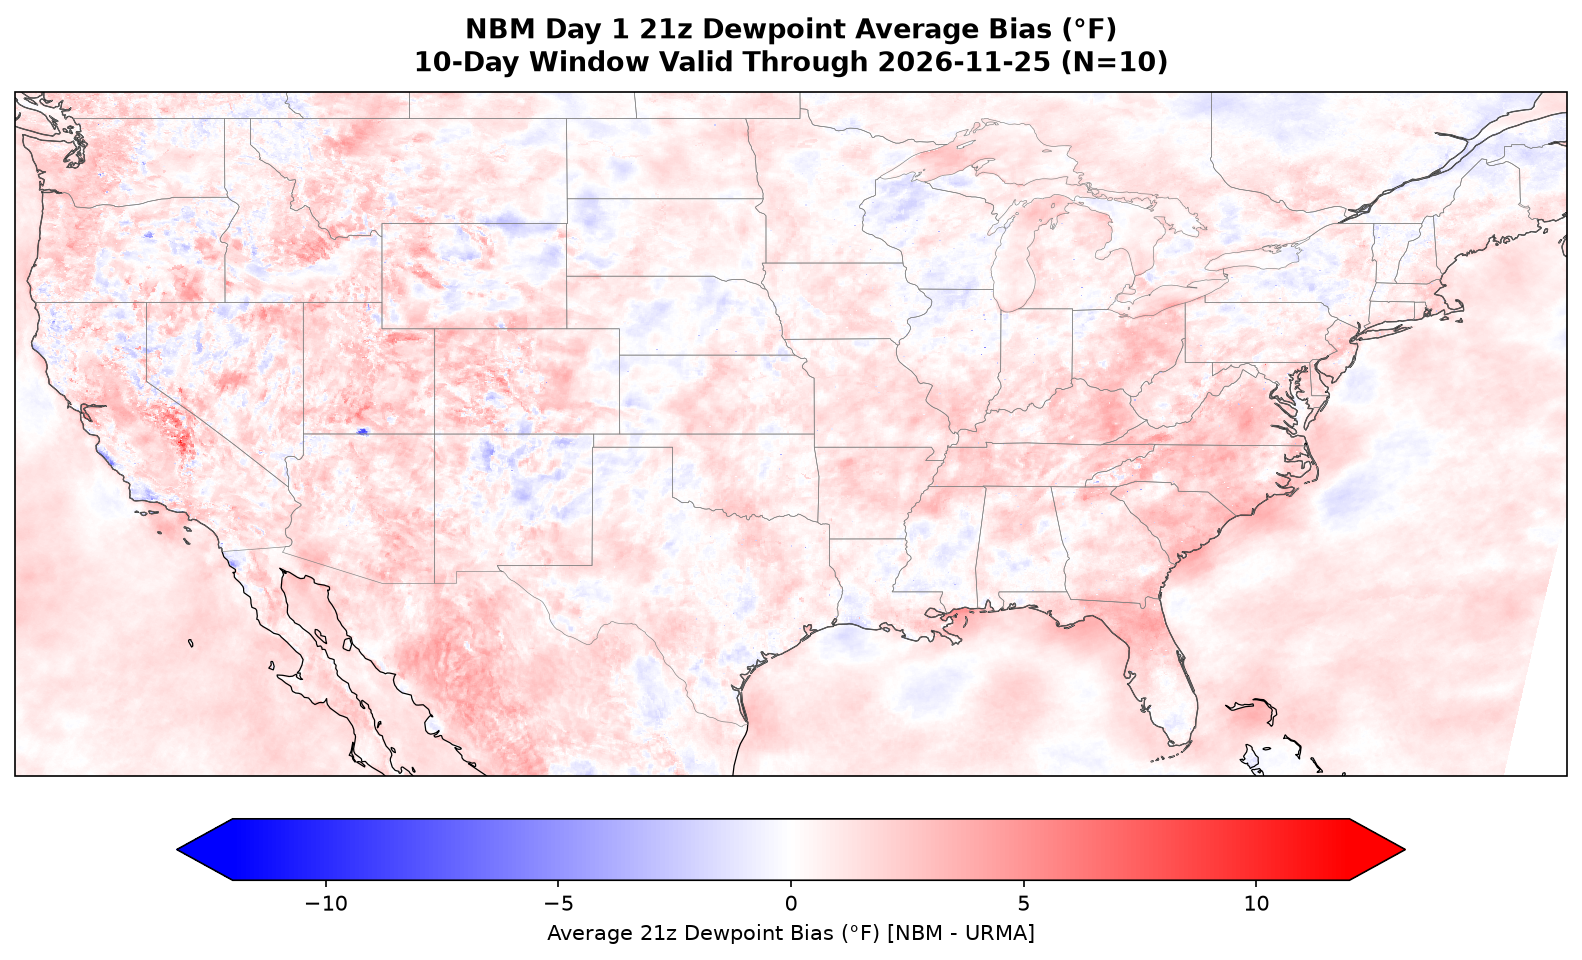 NBM Day 1 21z Dewpoint Average Bias (°F)
10-Day Window Valid Through 2026-11-25 (N=10)
−10 −5 0 5 10
Average 21z Dewpoint Bias (°F) [NBM - URMA]